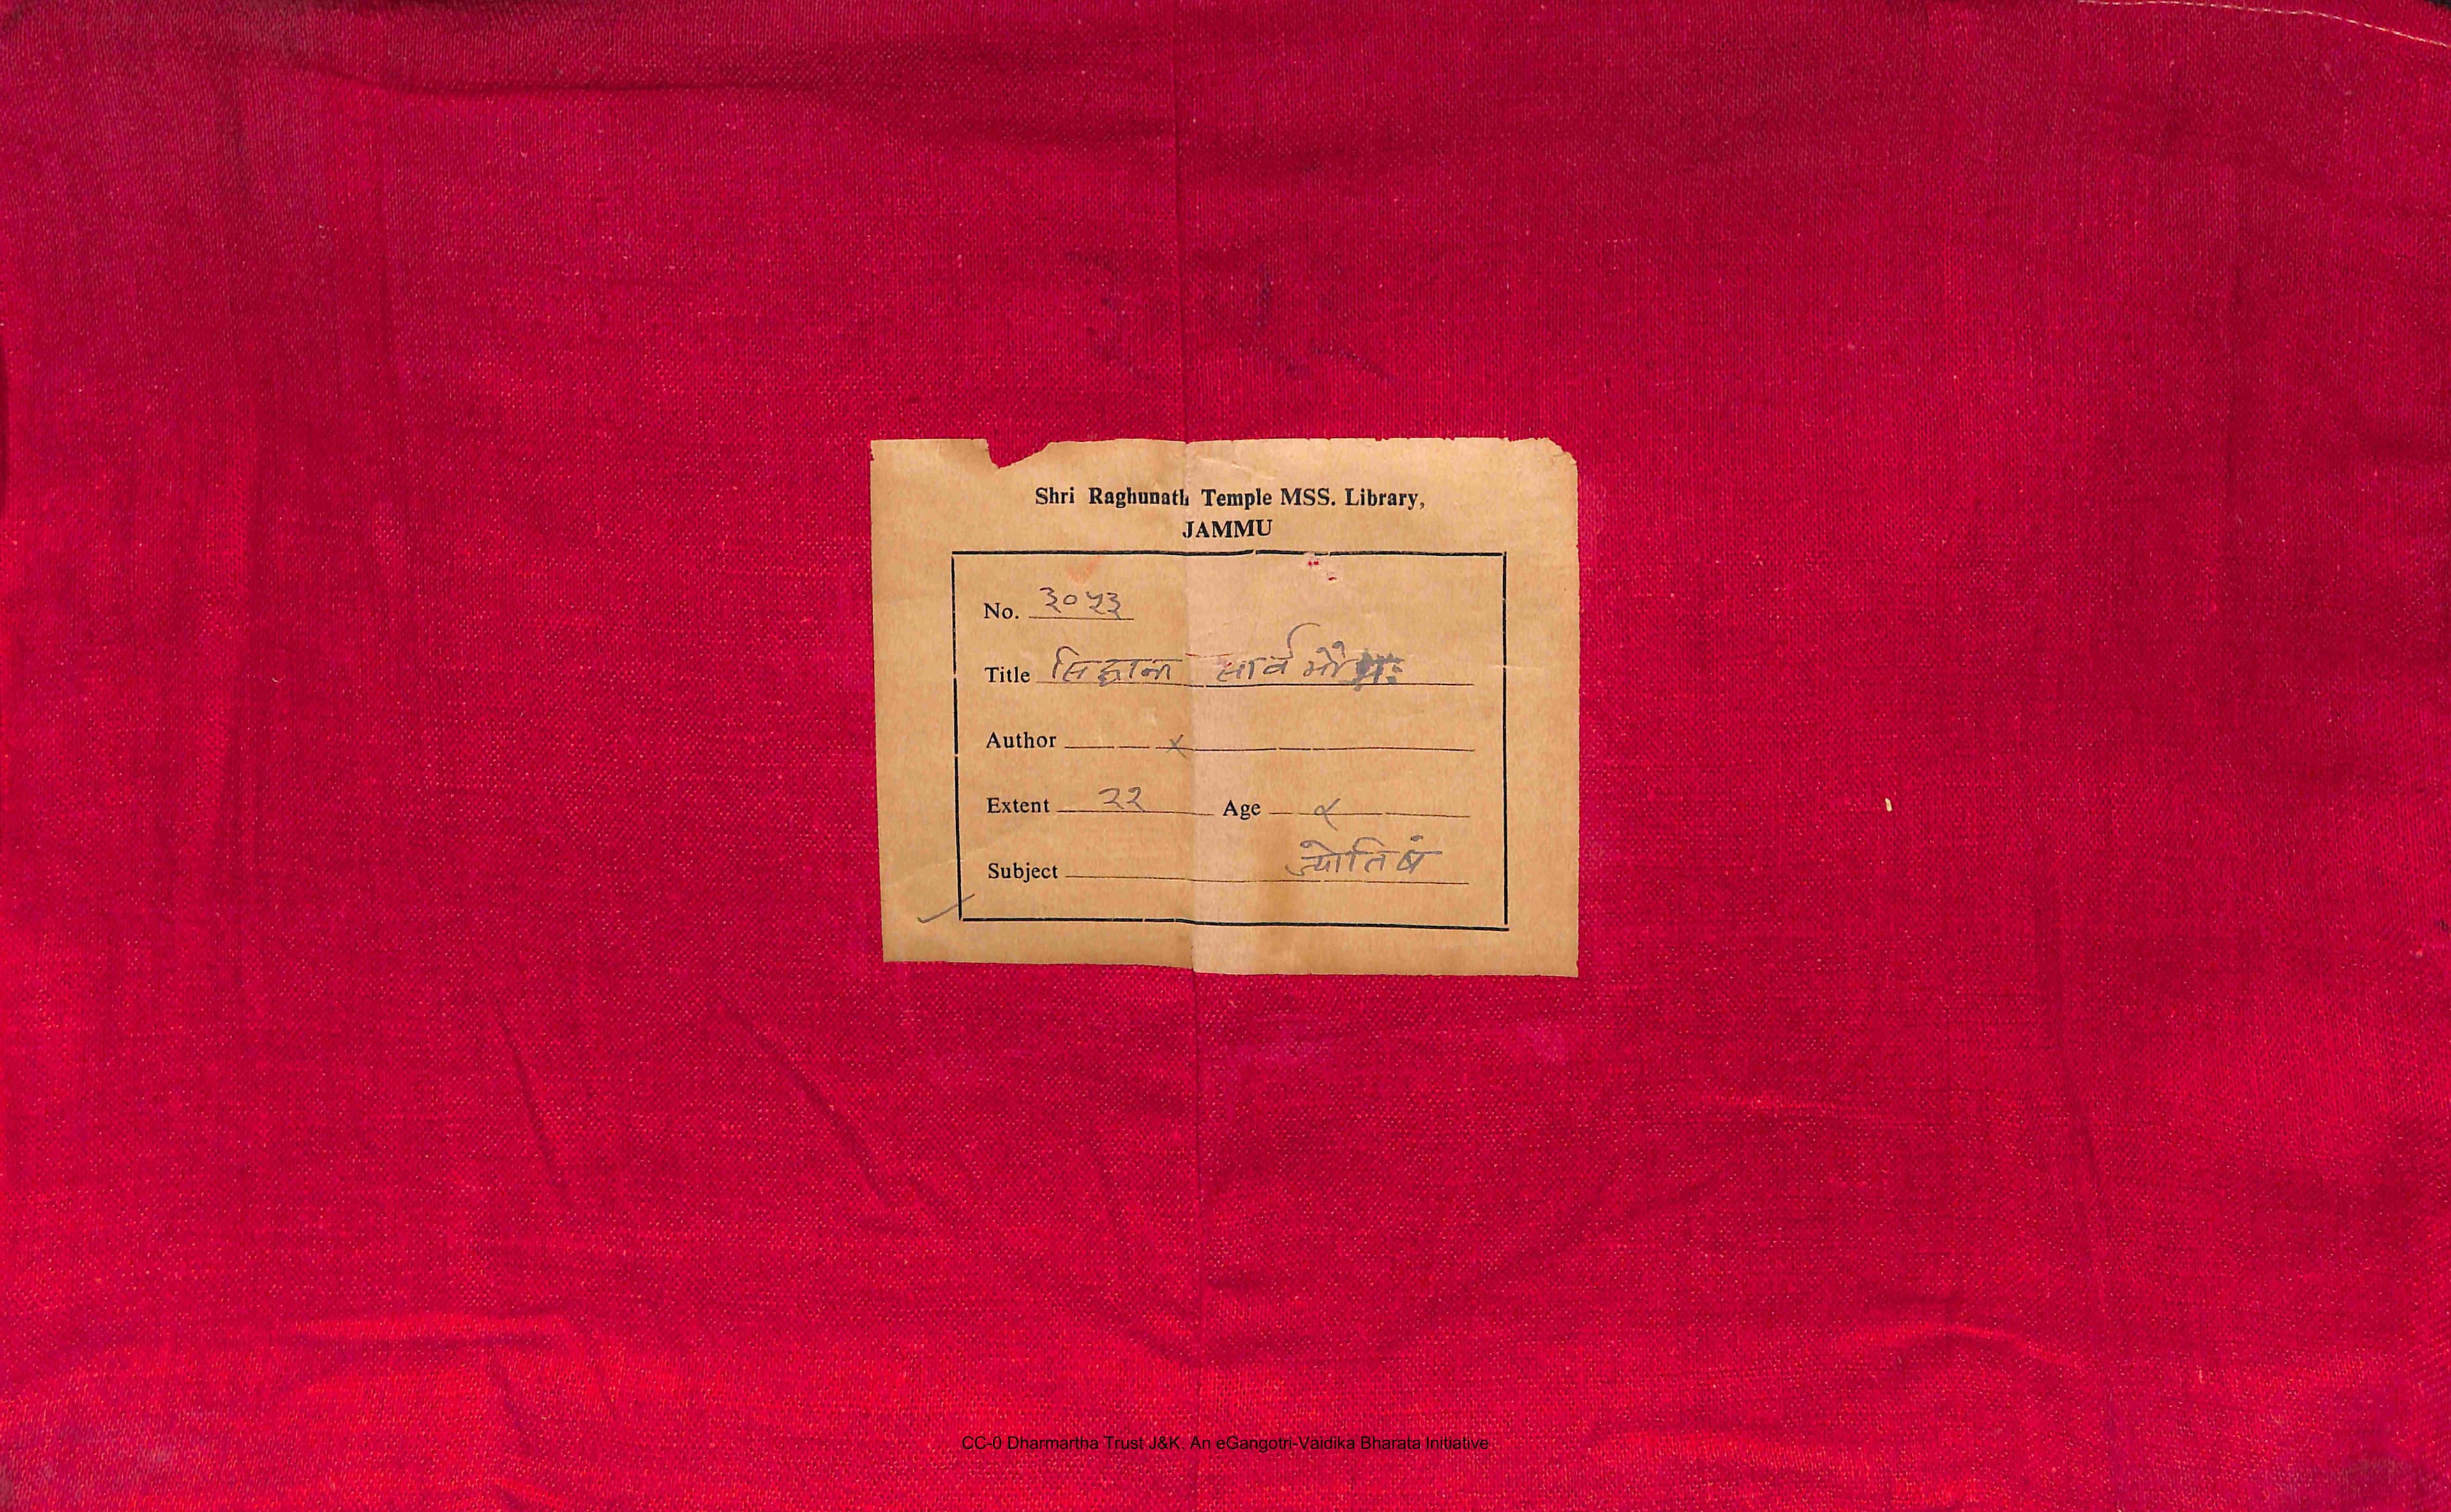 Shri Raghunath Temple MSS. Library,
JAMMU
No. ३०५३
Title सिद्धान्त सार्वभौमः
Author x
Extent २२ Age x
Subject ज्योतिषं
CC-0 Dharmartha Trust J&K. An eGangotri-Vaidika Bharata Initiative